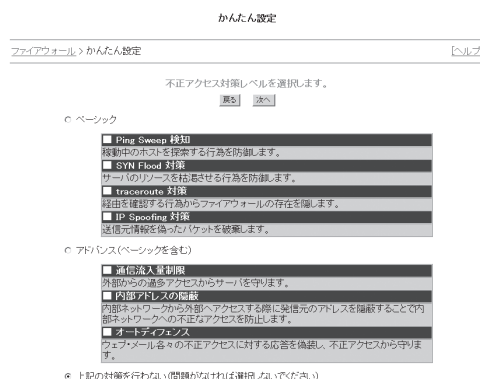 かんたん設定
ファイアウォール > かんたん設定 [ヘルプ
不正アクセス対策レベルを選択します。
戻る 次へ
ベーシック
Ping Sweep 検知
稼動中のホストを探索する行為を防御します。
SYN Flood 対策
サーバのリソースを枯渇させる行為を防御します。
traceroute 対策
経由を確認する行為からファイアウォールの存在を隠します。
IP Spoofing 対策
送信元情報を偽ったパケットを破棄します。
アドバンス(ベーシックを含む)
通信流入量制限
外部からの過多アクセスからサーバを守ります。
内部アドレスの隠蔽
内部ネットワークから外部へアクセスする際に発信元のアドレスを隠蔽することで内
部ネットワークへの不正なアクセスを防止します。
オートディフェンス
ウェブ・メール各々の不正アクセスに対する応答を偽装し、不正アクセスから守りま
す。
上記の対策を行わない(問題がなければ選択しないでください)